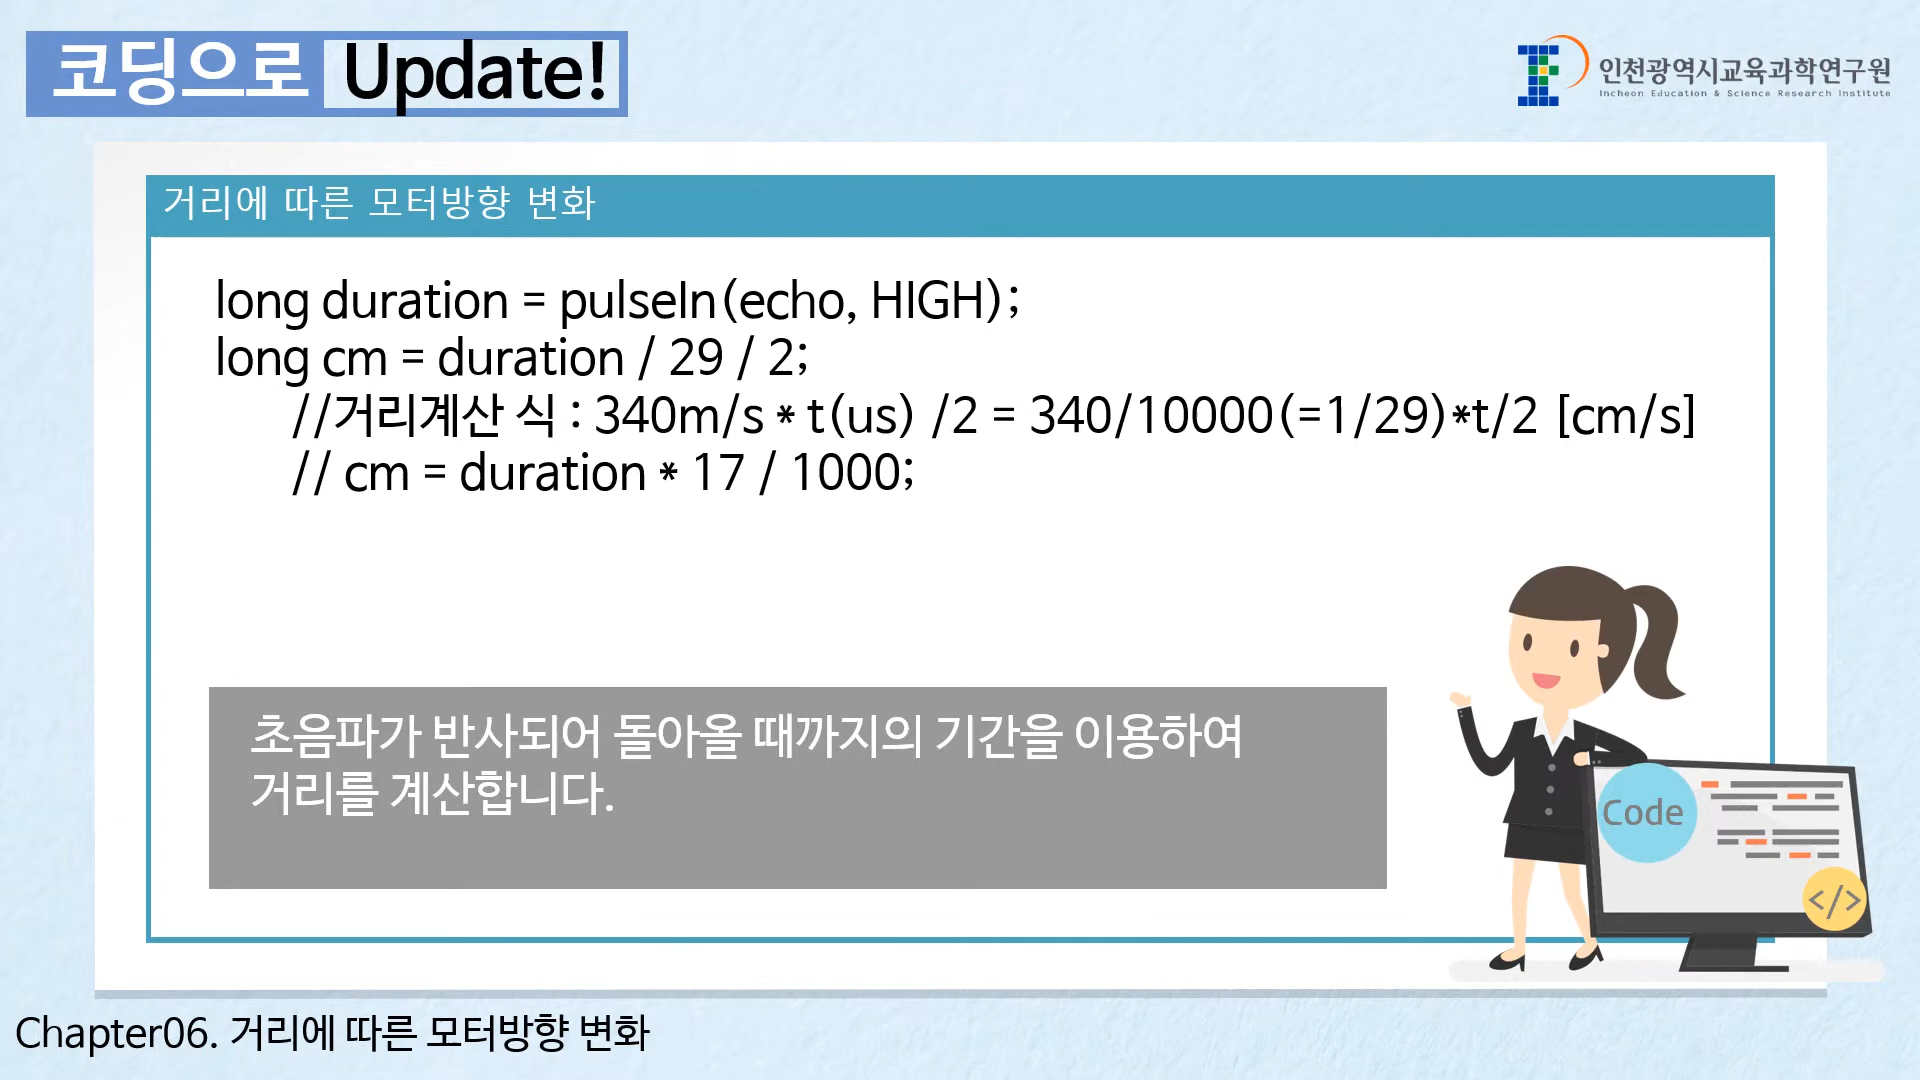 코딩으로 Update!
인천광역시교육과학연구원
Incheon Education & Science Research Institute
거리에 따른 모터방향 변화
long duration = pulseIn(echo, HIGH);
long cm = duration / 29 / 2;
//거리계산 식 : 340m/s * t(us) /2 = 340/10000(=1/29)*t/2 [cm/s]
// cm = duration * 17 / 1000;
초음파가 반사되어 돌아올 때까지의 기간을 이용하여
거리를 계산합니다.
Code
</>
Chapter06. 거리에 따른 모터방향 변화